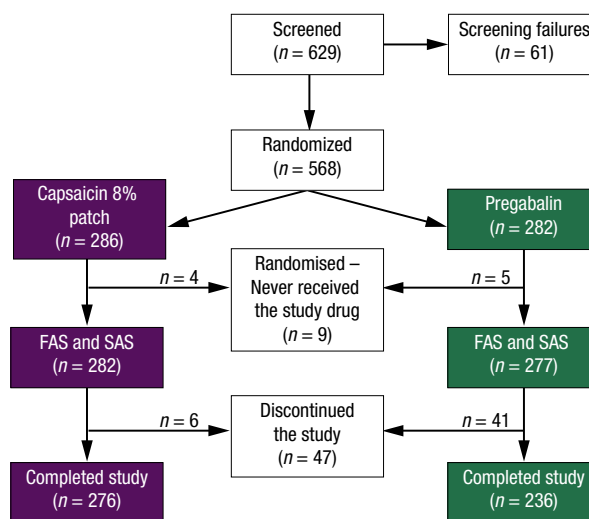 Screened
(n = 629)
Screening failures
(n = 61)
Randomized
(n = 568)
Capsaicin 8%
patch
(n = 286)
Pregabalin
(n = 282)
n = 4
Randomised –
Never received
the study drug
(n = 9)
n = 5
FAS and SAS
(n = 282)
FAS and SAS
(n = 277)
n = 6
Discontinued
the study
(n = 47)
n = 41
Completed study
(n = 276)
Completed study
(n = 236)